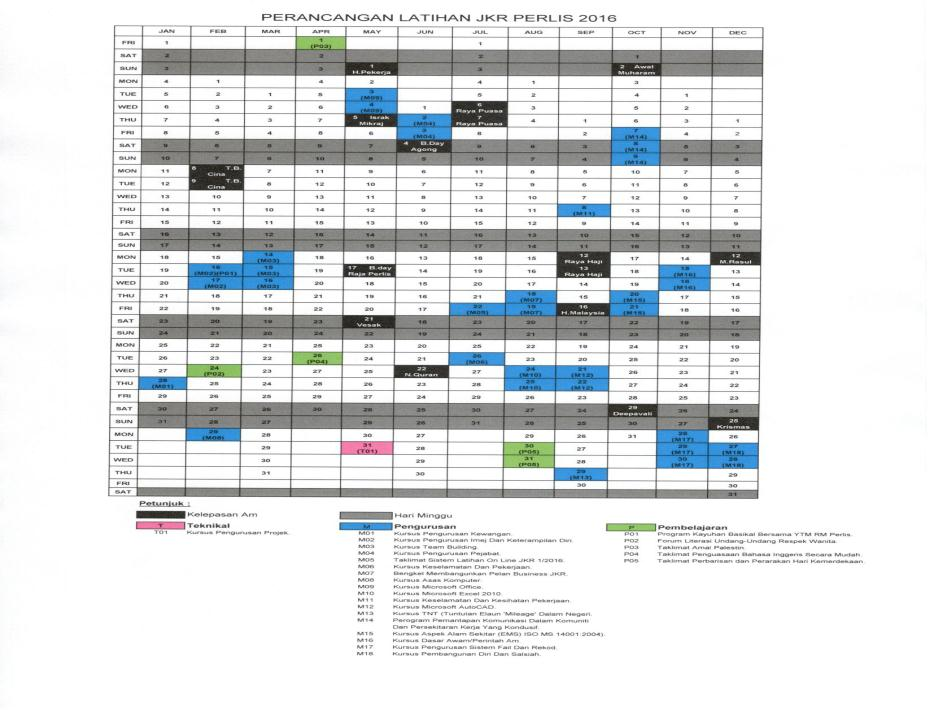 PERANCANGAN LATIHAN JKR PERLIS 2016
JAN FEB MAR APR MAY JUN JUL AUG SEP OCT NOV DEC
FRI 1 1 (P03) 1
SAT 2 2 2 1
SUN 3 3 1 H.Pekerja 3 2 Awal Muharam
MON 4 1 4 2 4 1 3
TUE 5 2 1 5 3 (M09) 5 2 4 1
WED 6 3 2 6 4 (M09) 1 6 Raya Puasa 3 5 2
THU 7 4 3 7 5 Israk Mikraj 2 (M04) 7 Raya Puasa 4 1 6 3 1
FRI 8 5 4 8 6 3 (M04) 8 5 2 7 (M14) 4 2
SAT 9 6 5 9 7 4 B.Day Agong 9 6 3 8 (M14) 5 3
SUN 10 7 6 10 8 5 10 7 4 9 (M14) 6 4
MON 11 8 T.B. Cina 7 11 9 6 11 8 5 10 7 5
TUE 12 9 T.B. Cina 8 12 10 7 12 9 6 11 8 6
WED 13 10 9 13 11 8 13 10 7 12 9 7
THU 14 11 10 14 12 9 14 11 8 (M11) 13 10 8
FRI 15 12 11 15 13 10 15 12 9 14 11 9
SAT 16 13 12 16 14 11 16 13 10 15 12 10
SUN 17 14 13 17 15 12 17 14 11 16 13 11
MON 18 15 14 (M03) 18 16 13 18 15 12 Raya Haji 17 14 12 M.Rasul
TUE 19 16 (M02)(P01) 15 (M03) 19 17 B.day Raja Perlis 14 19 16 13 Raya Haji 18 15 (M16) 13
WED 20 17 (M02) 16 (M03) 20 18 15 20 17 14 19 16 (M16) 14
THU 21 18 17 21 19 16 21 18 (M07) 15 20 (M15) 17 15
FRI 22 19 18 22 20 17 22 (M05) 19 (M07) 16 H.Malaysia 21 (M15) 18 16
SAT 23 20 19 23 21 Vesak 18 23 20 17 22 19 17
SUN 24 21 20 24 22 19 24 21 18 23 20 18
MON 25 22 21 25 23 20 25 22 19 24 21 19
TUE 26 23 22 26 (P04) 24 21 26 (M06) 23 20 25 22 20
WED 27 24 (P02) 23 27 25 22 N.Quran 27 24 (M10) 21 (M12) 26 23 21
THU 28 (M01) 25 24 28 26 23 28 25 (M10) 22 (M12) 27 24 22
FRI 29 26 25 29 27 24 29 26 23 28 25 23
SAT 30 27 26 30 28 25 30 27 24 29 Deepavali 26 24
SUN 31 28 27 29 26 31 28 25 30 27 25 Krismas
MON 29 (M08) 28 30 27 29 26 31 28 (M17) 26
TUE 29 31 (T01) 28 30 (P05) 27 29 (M17) 27 (M18)
WED 30 29 31 (P05) 28 30 (M17) 28 (M18)
THU 31 30 29 (M13) 29
FRI 30 30
SAT 31
Petunjuk :
Kelepasan Am Hari Minggu
T Teknikal M Pengurusan P Pembelajaran
T01 Kursus Pengurusan Projek. M01 Kursus Pengurusan Kewangan. P01 Program Kayuhan Basikal Bersama YTM RM Perlis.
M02 Kursus Pengurusan Imej Dan Keterampilan Diri. P02 Forum Literasi Undang-Undang Respek Wanita.
M03 Kursus Team Building. P03 Taklimat Amal Palestin.
M04 Kursus Pengurusan Pejabat. P04 Taklimat Penguasaan Bahasa Inggeris Secara Mudah.
M05 Taklimat Sistem Latihan On Line JKR 1/2016. P05 Taklimat Perbarisan dan Perarakan Hari Kemerdekaan.
M06 Kursus Keselamatan Dan Pekerjaan.
M07 Bengkel Membangunkan Pelan Business JKR.
M08 Kursus Asas Komputer.
M09 Kursus Microsoft Office.
M10 Kursus Microsoft Excel 2010.
M11 Kursus Keselamatan Dan Kesihatan Pekerjaan.
M12 Kursus Microsoft AutoCAD.
M13 Kursus TNT (Tuntutan Elaun 'Mileage' Dalam Negeri.
M14 Perogram Pemantapan Komunikasi Dalam Komuniti
Dan Persekitaran Kerja Yang Kondusif.
M15 Kursus Aspek Alam Sekitar (EMS) ISO MS 14001:2004).
M16 Kursus Dasar Awam/Perintah Am.
M17 Kursus Pengurusan Sistem Fail Dan Rekod.
M18 Kursus Pembangunan Diri Dan Sahsiah.